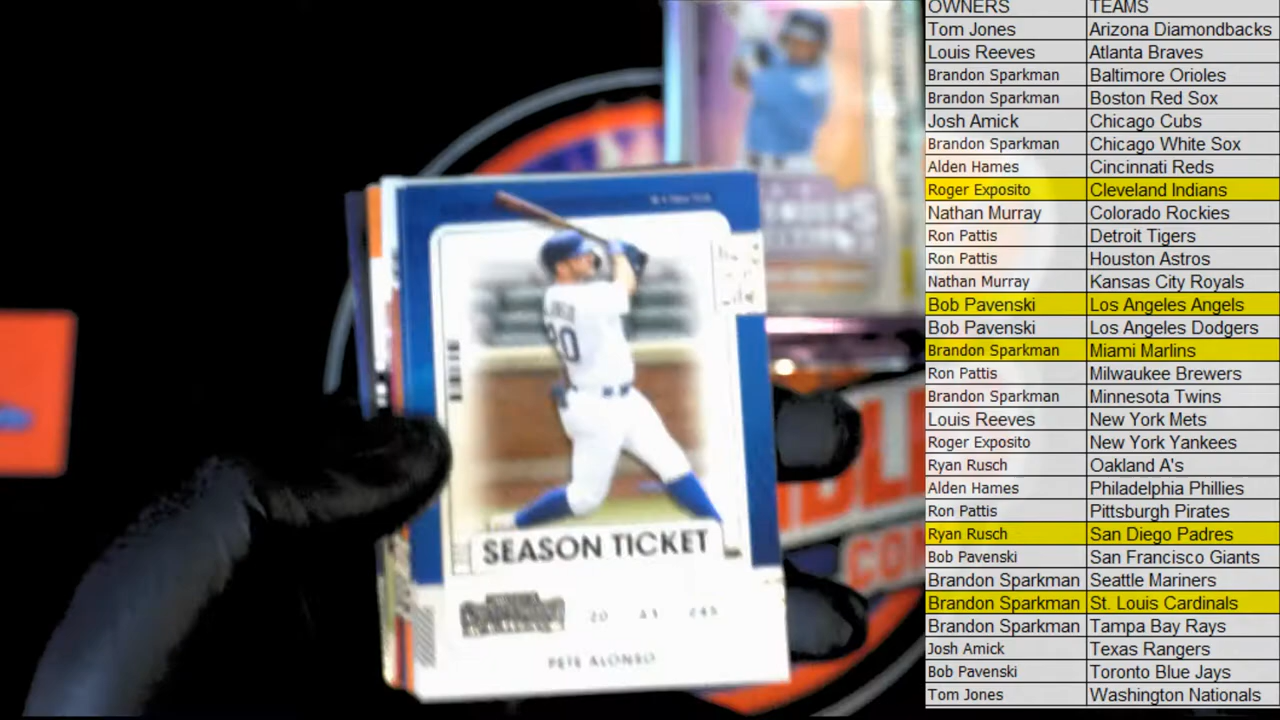 OWNERS TEAMS
Tom Jones Arizona Diamondbacks
Louis Reeves Atlanta Braves
Brandon Sparkman Baltimore Orioles
Brandon Sparkman Boston Red Sox
Josh Amick Chicago Cubs
Brandon Sparkman Chicago White Sox
Alden Hames Cincinnati Reds
Roger Exposito Cleveland Indians
Nathan Murray Colorado Rockies
Ron Pattis Detroit Tigers
Ron Pattis Houston Astros
Nathan Murray Kansas City Royals
Bob Pavenski Los Angeles Angels
Bob Pavenski Los Angeles Dodgers
Brandon Sparkman Miami Marlins
Ron Pattis Milwaukee Brewers
Brandon Sparkman Minnesota Twins
Louis Reeves New York Mets
Roger Exposito New York Yankees
Ryan Rusch Oakland A's
Alden Hames Philadelphia Phillies
Ron Pattis Pittsburgh Pirates
Ryan Rusch San Diego Padres
Bob Pavenski San Francisco Giants
Brandon Sparkman Seattle Mariners
Brandon Sparkman St. Louis Cardinals
Brandon Sparkman Tampa Bay Rays
Josh Amick Texas Rangers
Bob Pavenski Toronto Blue Jays
Tom Jones Washington Nationals
SEASON TICKET
20
PETE ALONSO